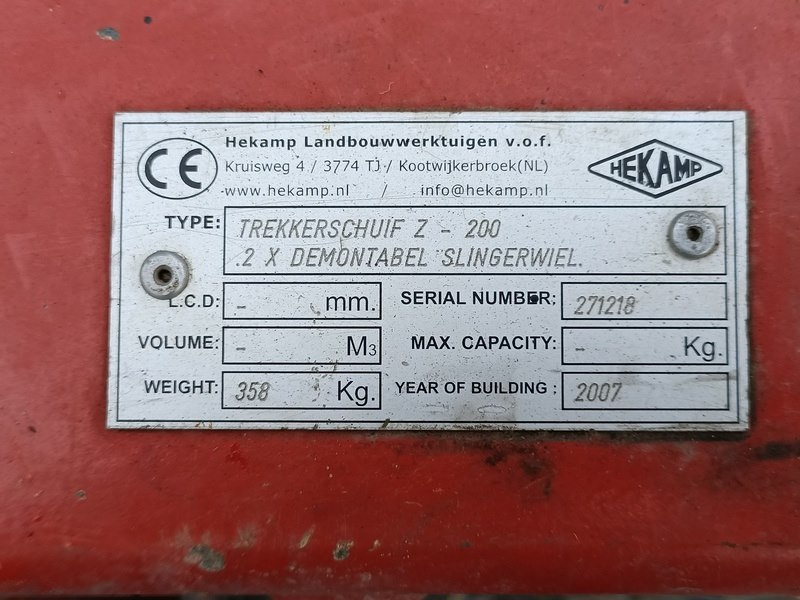 CE
Hekamp Landbouwwerktuigen v.o.f.
Kruisweg 4 / 3774 TJ / Kootwijkerbroek(NL)
www.hekamp.nl / info@hekamp.nl
HEKAMP
TYPE: TREKKERSCHUIF Z - 200
.2 X DEMONTABEL SLINGERWIEL.
L.C.D: - mm. SERIAL NUMBER: 271218
VOLUME: - M3 MAX. CAPACITY: - Kg.
WEIGHT: 358 Kg. YEAR OF BUILDING : 2007